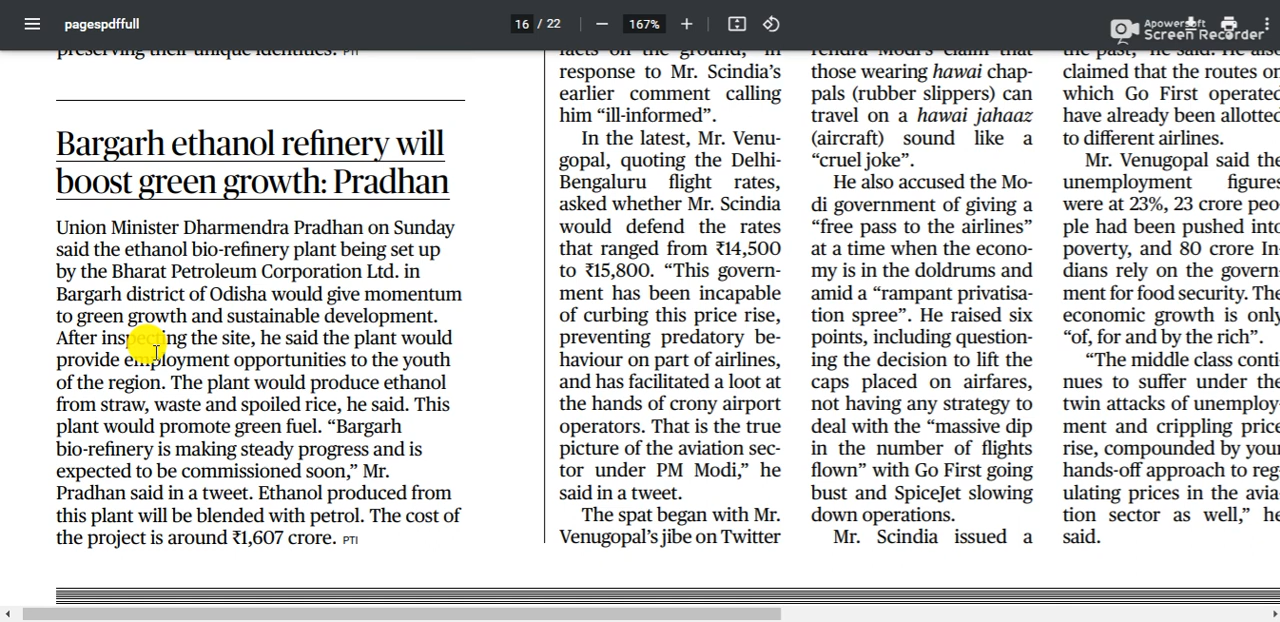 pagespdffull
16 / 22
167%
Apowersoft
Screen Recorder
preserving their unique identities. PTI
Bargarh ethanol refinery will
boost green growth: Pradhan
Union Minister Dharmendra Pradhan on Sunday
said the ethanol bio-refinery plant being set up
by the Bharat Petroleum Corporation Ltd. in
Bargarh district of Odisha would give momentum
to green growth and sustainable development.
After inspecting the site, he said the plant would
provide employment opportunities to the youth
of the region. The plant would produce ethanol
from straw, waste and spoiled rice, he said. This
plant would promote green fuel. “Bargarh
bio-refinery is making steady progress and is
expected to be commissioned soon,” Mr.
Pradhan said in a tweet. Ethanol produced from
this plant will be blended with petrol. The cost of
the project is around ₹1,607 crore. PTI
facts on the ground,” in
response to Mr. Scindia’s
earlier comment calling
him “ill-informed”.
In the latest, Mr. Venu-
gopal, quoting the Delhi-
Bengaluru flight rates,
asked whether Mr. Scindia
would defend the rates
that ranged from ₹14,500
to ₹15,800. “This govern-
ment has been incapable
of curbing this price rise,
preventing predatory be-
haviour on part of airlines,
and has facilitated a loot at
the hands of crony airport
operators. That is the true
picture of the aviation sec-
tor under PM Modi,” he
said in a tweet.
The spat began with Mr.
Venugopal’s jibe on Twitter
rendra Modi’s claim that
those wearing hawai chap-
pals (rubber slippers) can
travel on a hawai jahaaz
(aircraft) sound like a
“cruel joke”.
He also accused the Mo-
di government of giving a
“free pass to the airlines”
at a time when the econo-
my is in the doldrums and
amid a “rampant privatisa-
tion spree”. He raised six
points, including question-
ing the decision to lift the
caps placed on airfares,
not having any strategy to
deal with the “massive dip
in the number of flights
flown” with Go First going
bust and SpiceJet slowing
down operations.
Mr. Scindia issued a
the past,” he said. He also
claimed that the routes on
which Go First operated
have already been allotted
to different airlines.
Mr. Venugopal said the
unemployment figures
were at 23%, 23 crore peo-
ple had been pushed into
poverty, and 80 crore In-
dians rely on the govern-
ment for food security. The
economic growth is only
“of, for and by the rich”.
“The middle class conti-
nues to suffer under the
twin attacks of unemploy-
ment and crippling price
rise, compounded by your
hands-off approach to reg-
ulating prices in the avia-
tion sector as well,” he
said.